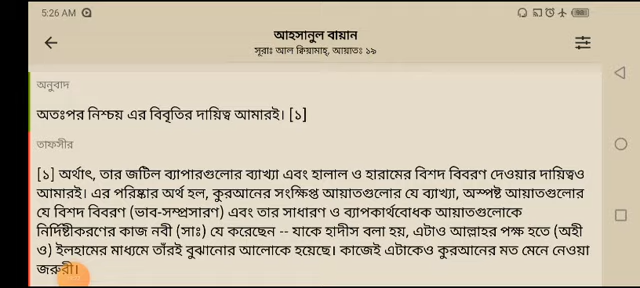 5:26 AM
আহসানুল বায়ান
সূরাঃ আল ক্বিয়ামাহ্, আয়াতঃ ১৯
অনুবাদ
অতঃপর নিশ্চয় এর বিবৃতির দায়িত্ব আমারই। [১]
তাফসীর
[১] অর্থাৎ, তার জটিল ব্যাপারগুলোর ব্যাখ্যা এবং হালাল ও হারামের বিশদ বিবরণ দেওয়ার দায়িত্বও
আমারই। এর পরিষ্কার অর্থ হল, কুরআনের সংক্ষিপ্ত আয়াতগুলোর যে ব্যাখ্যা, অস্পষ্ট আয়াতগুলোর
যে বিশদ বিবরণ (ভাব-সম্প্রসারণ) এবং তার সাধারণ ও ব্যাপকার্থবোধক আয়াতগুলোকে
নির্দিষ্টীকরণের কাজ নবী (সাঃ) যে করেছেন -- যাকে হাদীস বলা হয়, এটাও আল্লাহর পক্ষ হতে (অহী
ও) ইলহামের মাধ্যমে তাঁরই বুঝানোর আলোকে হয়েছে। কাজেই এটাকেও কুরআনের মত মেনে নেওয়া
জরুরী।